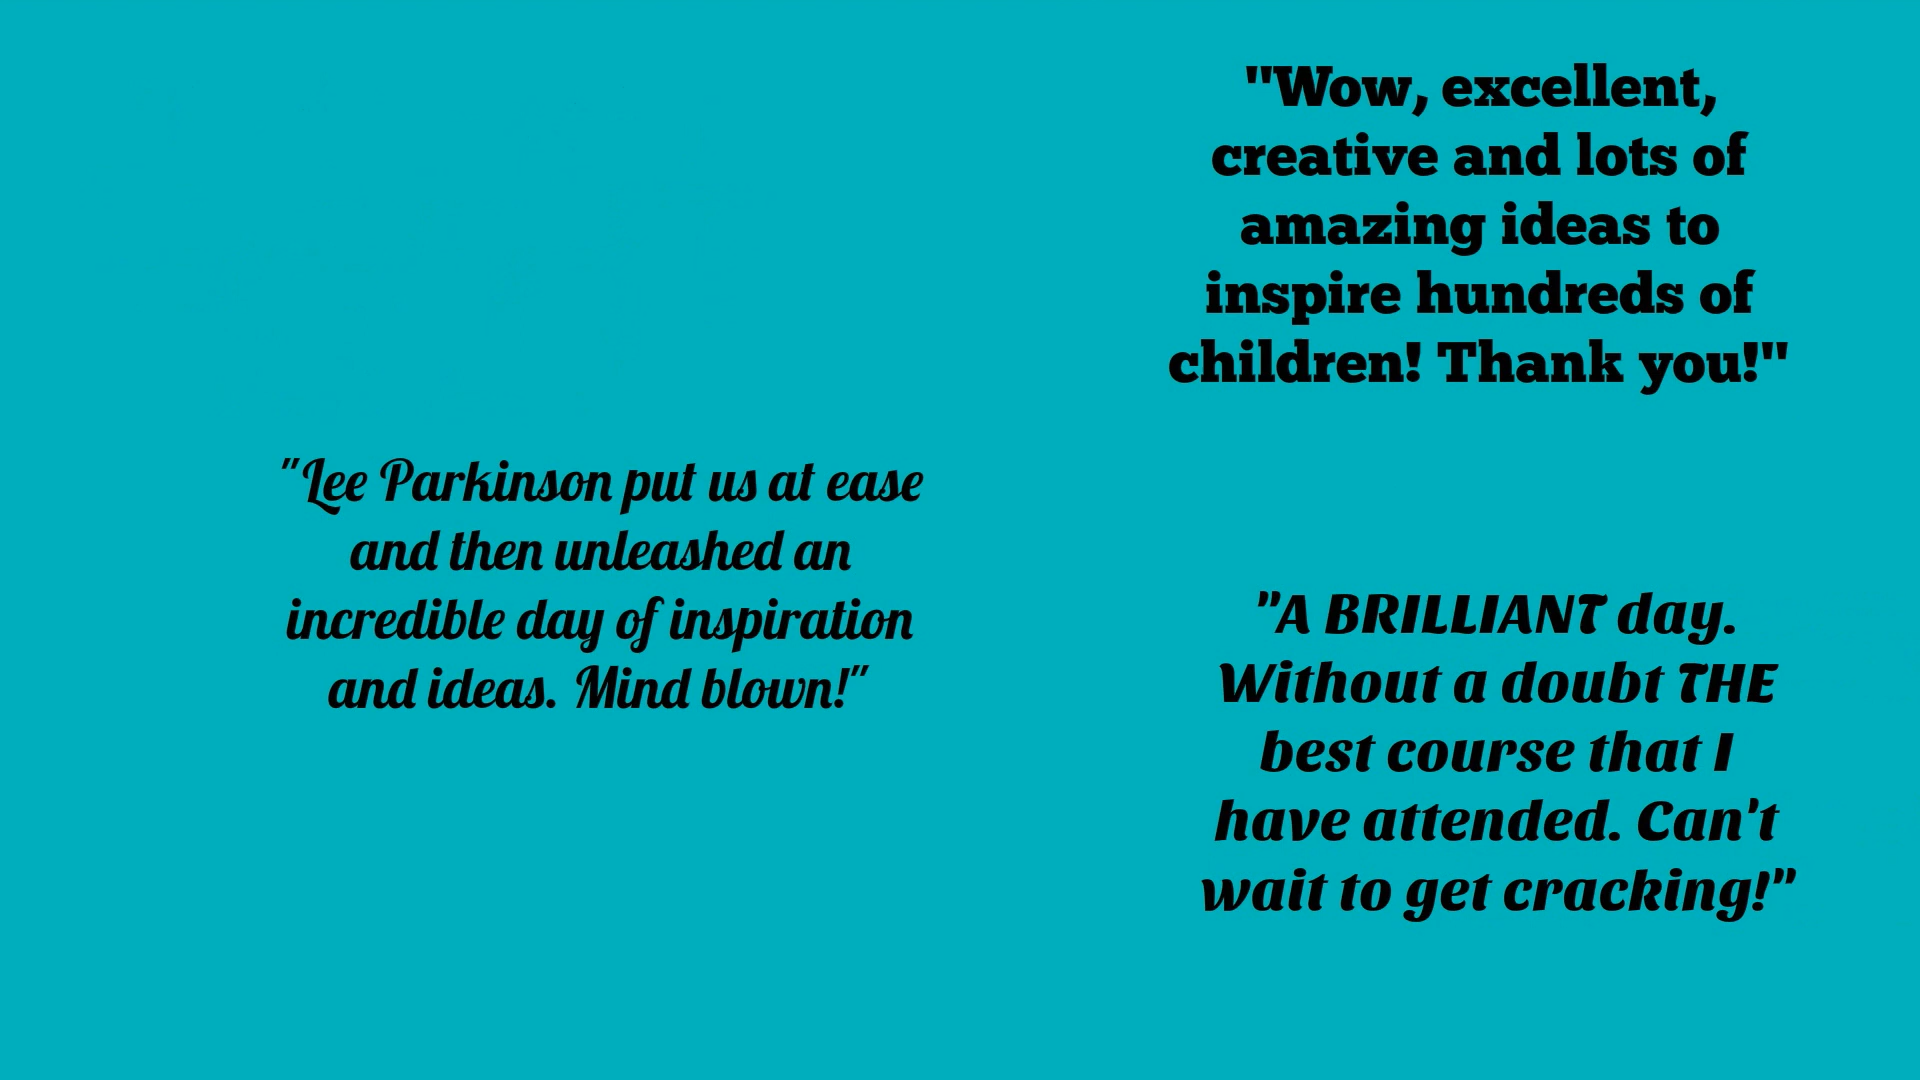 "Wow, excellent,
creative and lots of
amazing ideas to
inspire hundreds of
children! Thank you!"
"Lee Parkinson put us at ease
and then unleashed an
incredible day of inspiration
and ideas. Mind blown!"
"A BRILLIANT day.
Without a doubt THE
best course that I
have attended. Can't
wait to get cracking!"